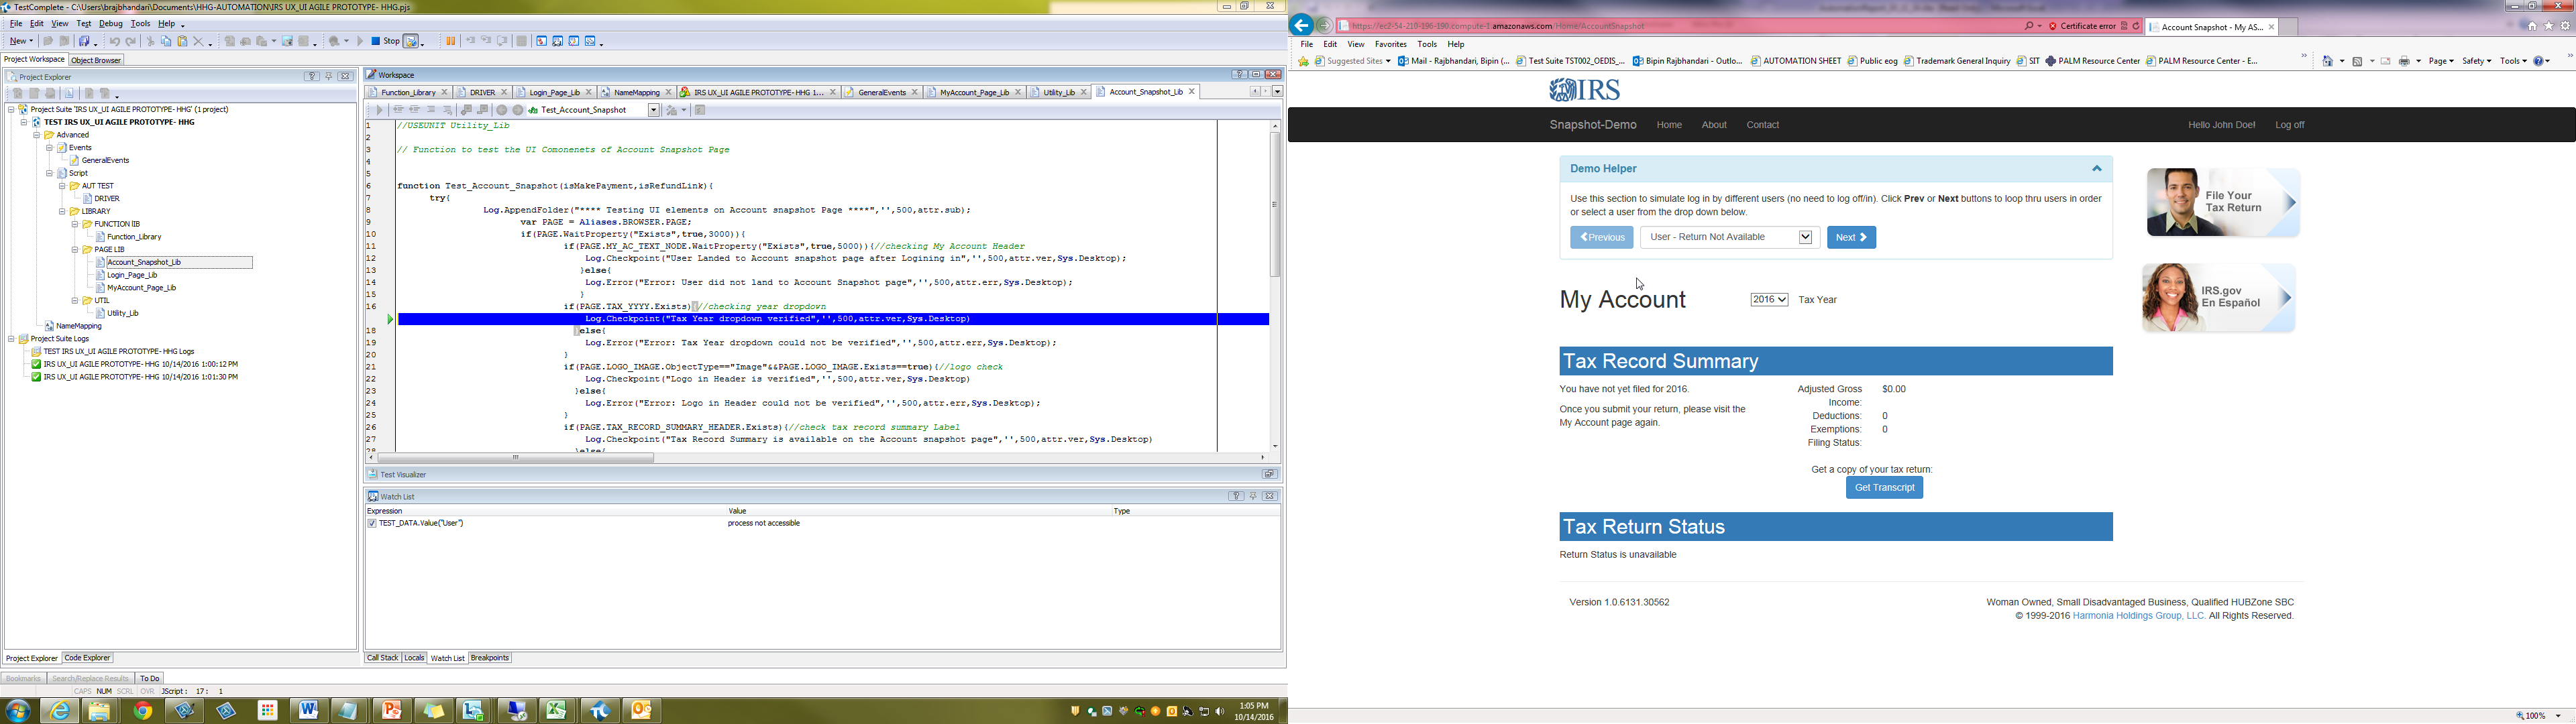 TestComplete - C:\Users\brajbhandari\Documents\HHG-AUTOMATION\IRS UX_UI AGILE PROTOTYPE- HHG.pjs
File Edit View Test Debug Tools Help
New Stop
Project Workspace Object Browser
Project Explorer
Project Suite 'IRS UX_UI AGILE PROTOTYPE- HHG' (1 project)
TEST IRS UX_UI AGILE PROTOTYPE- HHG
Advanced
Events
GeneralEvents
Script
AUT TEST
DRIVER
LIBRARY
FUNCTION lIB
Function_Library
PAGE LIB
Account_Snapshot_Lib
Login_Page_Lib
MyAccount_Page_Lib
UTIL
Utility_Lib
NameMapping
Project Suite Logs
TEST IRS UX_UI AGILE PROTOTYPE- HHG Logs
IRS UX_UI AGILE PROTOTYPE- HHG 10/14/2016 1:00:12 PM
IRS UX_UI AGILE PROTOTYPE- HHG 10/14/2016 1:01:30 PM
Project Explorer Code Explorer
Workspace
Function_Library DRIVER Login_Page_Lib NameMapping IRS UX_UI AGILE PROTOTYPE- HHG 1... GeneralEvents MyAccount_Page_Lib Utility_Lib Account_Snapshot_Lib
Test_Account_Snapshot
1 //USEUNIT Utility_Lib
2
3 // Function to test the UI Comonenets of Account Snapshot Page
4
5
6 function Test_Account_Snapshot(isMakePayment,isRefundLink){
7 try{
8 Log.AppendFolder("**** Testing UI elements on Account snapshot Page ****",'',500,attr.sub);
9 var PAGE = Aliases.BROWSER.PAGE;
10 if(PAGE.WaitProperty("Exists",true,3000)){
11 if(PAGE.MY_AC_TEXT_NODE.WaitProperty("Exists",true,5000)){//checking My Account Header
12 Log.Checkpoint("User Landed to Account snapshot page after Logining in",'',500,attr.ver,Sys.Desktop);
13 }else{
14 Log.Error("Error: User did not land to Account Snapshot page",'',500,attr.err,Sys.Desktop);
15 }
16 if(PAGE.TAX_YYYY.Exists){//checking year dropdown
Log.Checkpoint("Tax Year dropdown verified",'',500,attr.ver,Sys.Desktop)
18 }else{
19 Log.Error("Error: Tax Year dropdown could not be verified",'',500,attr.err,Sys.Desktop);
20 }
21 if(PAGE.LOGO_IMAGE.ObjectType=="Image"&&PAGE.LOGO_IMAGE.Exists==true){//logo check
22 Log.Checkpoint("Logo in Header is verified",'',500,attr.ver,Sys.Desktop)
23 }else{
24 Log.Error("Error: Logo in Header could not be verified",'',500,attr.err,Sys.Desktop);
25 }
26 if(PAGE.TAX_RECORD_SUMMARY_HEADER.Exists){//check tax record summary Label
27 Log.Checkpoint("Tax Record Summary is available on the Account snapshot page",'',500,attr.ver,Sys.Desktop)
28 }else{
Test Visualizer
Watch List
Expression Value Type
TEST_DATA.Value("User") process not accessible
Call Stack Locals Watch List Breakpoints
Bookmarks Search/Replace Results To Do
CAPS NUM SCRL OVR JScript : 17 : 1
1:05 PM
10/14/2016
https://ec2-54-210-196-190.compute-1.amazonaws.com/Home/AccountSnapshot
Certificate error
Account Snapshot - My AS...
File Edit View Favorites Tools Help
Suggested Sites Mail - Rajbhandari, Bipin (... Test Suite TST002_OEDIS_... Bipin Rajbhandari - Outlo... AUTOMATION SHEET Public eog Trademark General Inquiry SIT PALM Resource Center PALM Resource Center - E...
Page Safety Tools
IRS
Snapshot-Demo Home About Contact Hello John Doe! Log off
Demo Helper
Use this section to simulate log in by different users (no need to log off/in). Click Prev or Next buttons to loop thru users in order
or select a user from the drop down below.
Previous User - Return Not Available Next
My Account 2016 Tax Year
Tax Record Summary
You have not yet filed for 2016.
Once you submit your return, please visit the
My Account page again.
Adjusted Gross
Income: $0.00
Deductions: 0
Exemptions: 0
Filing Status:
Get a copy of your tax return:
Get Transcript
Tax Return Status
Return Status is unavailable
File Your
Tax Return
IRS.gov
En Español
Version 1.0.6131.30562
Woman Owned, Small Disadvantaged Business, Qualified HUBZone SBC
© 1999-2016 Harmonia Holdings Group, LLC. All Rights Reserved.
100%